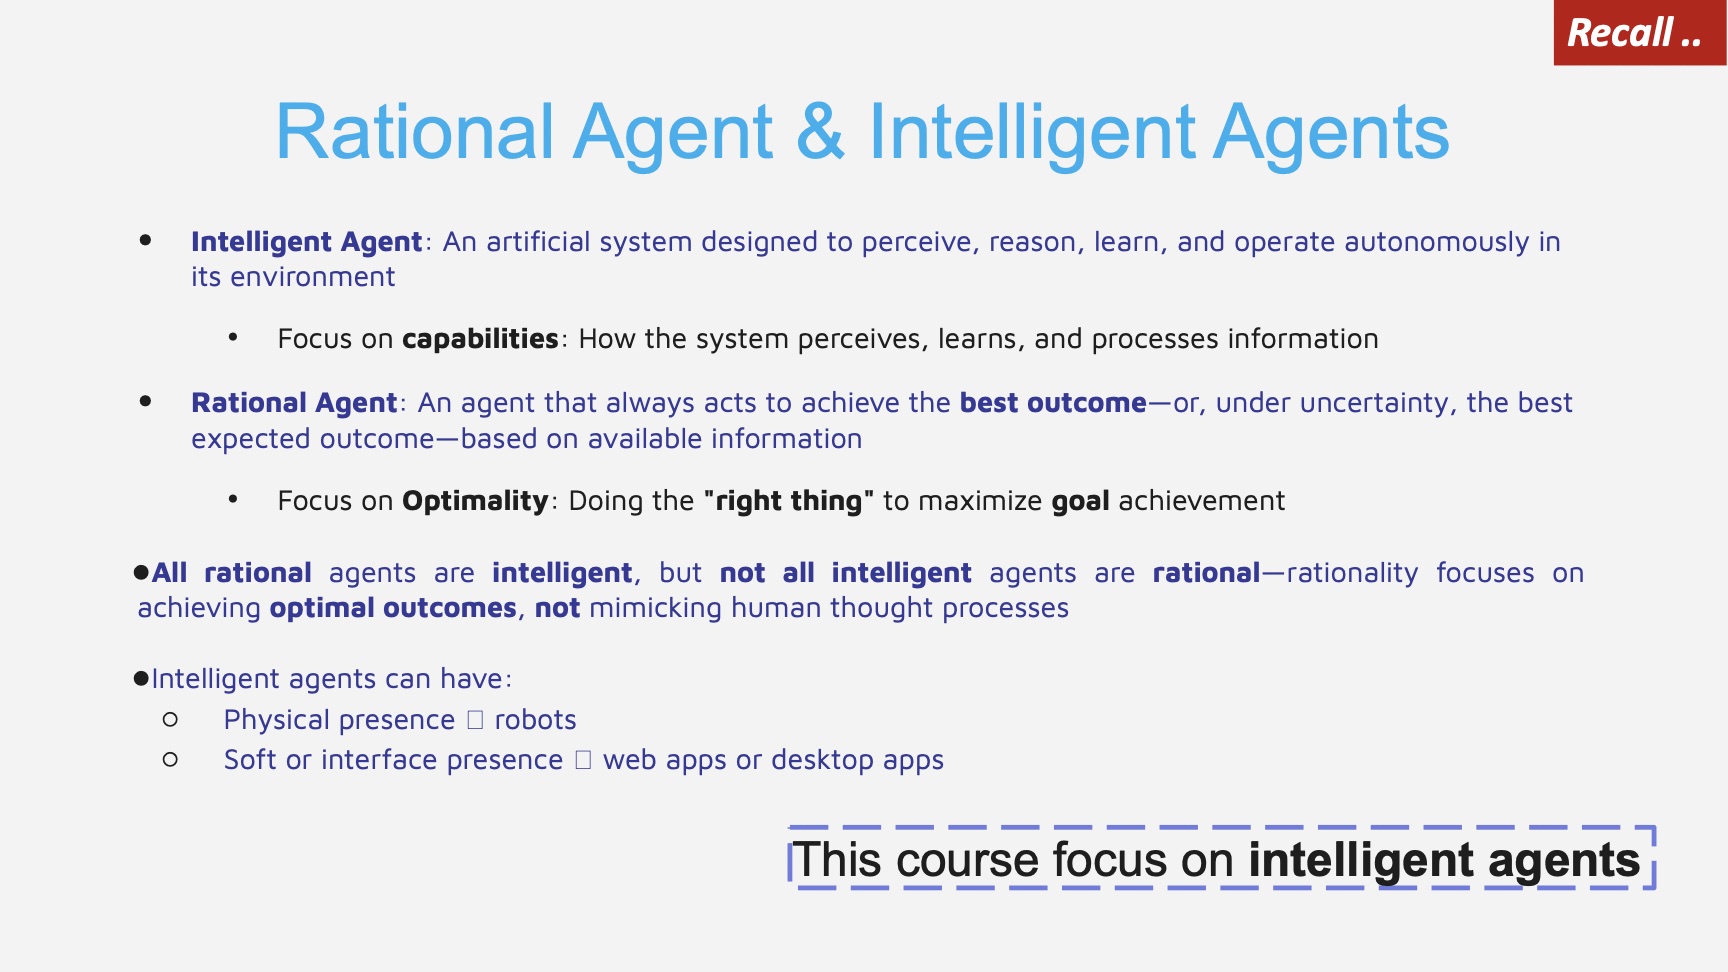 Recall ..
Rational Agent & Intelligent Agents
• Intelligent Agent: An artificial system designed to perceive, reason, learn, and operate autonomously in
its environment
• Focus on capabilities: How the system perceives, learns, and processes information
• Rational Agent: An agent that always acts to achieve the best outcome—or, under uncertainty, the best
expected outcome—based on available information
• Focus on Optimality: Doing the "right thing" to maximize goal achievement
●All rational agents are intelligent, but not all intelligent agents are rational—rationality focuses on
achieving optimal outcomes, not mimicking human thought processes
●Intelligent agents can have:
○ Physical presence □ robots
○ Soft or interface presence □ web apps or desktop apps
This course focus on intelligent agents